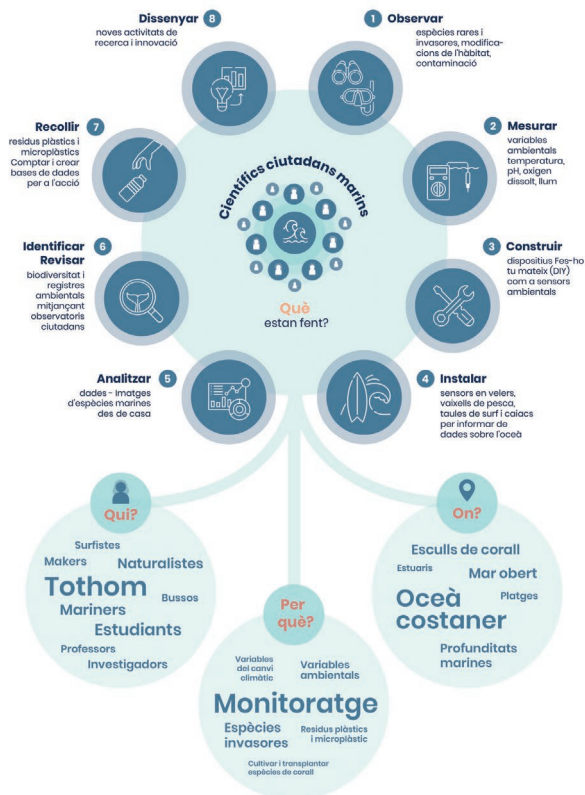 Dissenyar 8
noves activitats de
recerca i innovació
1 Observar
espècies rares i
invasores, modifica-
cions de l'hàbitat,
contaminació
2 Mesurar
variables
ambientals
temperatura,
pH, oxigen
dissolt, llum
3 Construir
dispositius Fes-ho
tu mateix (DIY)
com a sensors
ambientals
4 Instalar
sensors en velers,
vaixells de pesca,
taules de surf i caiacs
per informar de
dades sobre l'oceà
Analitzar 5
dades - Imatges
d'espècies marines
des de casa
Identificar
Revisar 6
biodiversitat i
registres
ambientals
mitjançant
observatoris
ciutadans
Recollir 7
residus plàstics i
microplàstics
Comptar i crear
bases de dades
per a l'acció
Científics ciutadans marins
Què
estan fent?
Qui?
Surfistes
Makers
Naturalistes
Tothom
Bussos
Mariners
Estudiants
Professors
Investigadors
Per
què?
Variables
del canvi
climàtic
Variables
ambientals
Monitoratge
Espècies
invasores
Residus plàstics
i microplàstic
Cultivar i transplantar
espècies de corall
On?
Esculls de corall
Estuaris
Mar obert
Oceà
costaner
Platges
Profunditats
marines